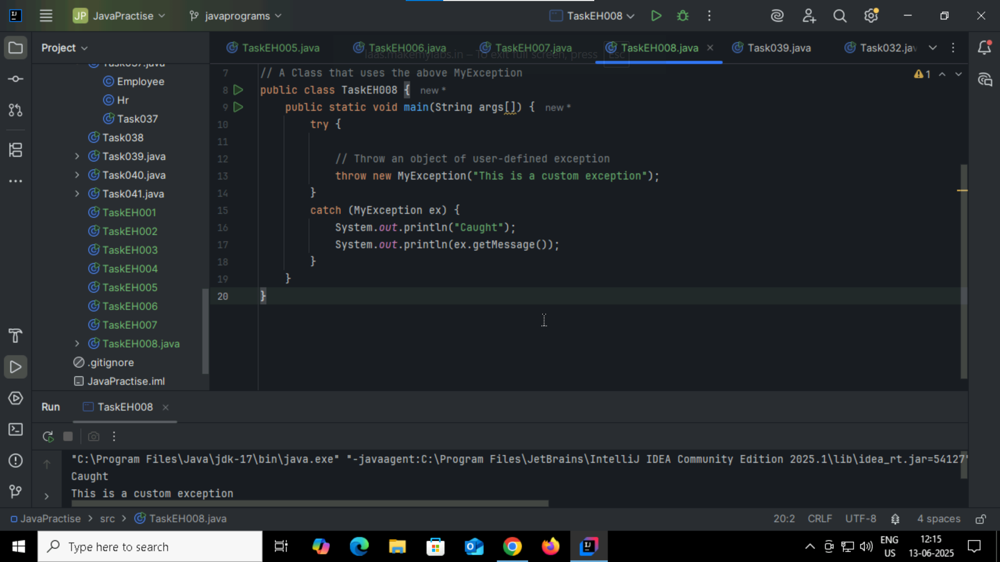 JP JavaPractise
javaprograms
TaskEH008
Project
TaskEH005.java
TaskEH006.java
TaskEH007.java
TaskEH008.java
Task039.java
Task032.jav
laas.makemylabs.in – To exit full screen, press Esc
Task037.java
Employee
Hr
Task037
Task038
Task039.java
Task040.java
Task041.java
TaskEH001
TaskEH002
TaskEH003
TaskEH004
TaskEH005
TaskEH006
TaskEH007
TaskEH008.java
.gitignore
JavaPractise.iml
7 // A Class that uses the above MyException
8 public class TaskEH008 { new *
9 public static void main(String args[]) { new *
10 try {
11
12 // Throw an object of user-defined exception
13 throw new MyException("This is a custom exception");
14 }
15 catch (MyException ex) {
16 System.out.println("Caught");
17 System.out.println(ex.getMessage());
18 }
19 }
20 }
1
Run TaskEH008
"C:\Program Files\Java\jdk-17\bin\java.exe" "-javaagent:C:\Program Files\JetBrains\IntelliJ IDEA Community Edition 2025.1\lib\idea_rt.jar=54127"
Caught
This is a custom exception
JavaPractise > src > TaskEH008.java
20:2 CRLF UTF-8 4 spaces
Type here to search
ENG
US
12:15
13-06-2025